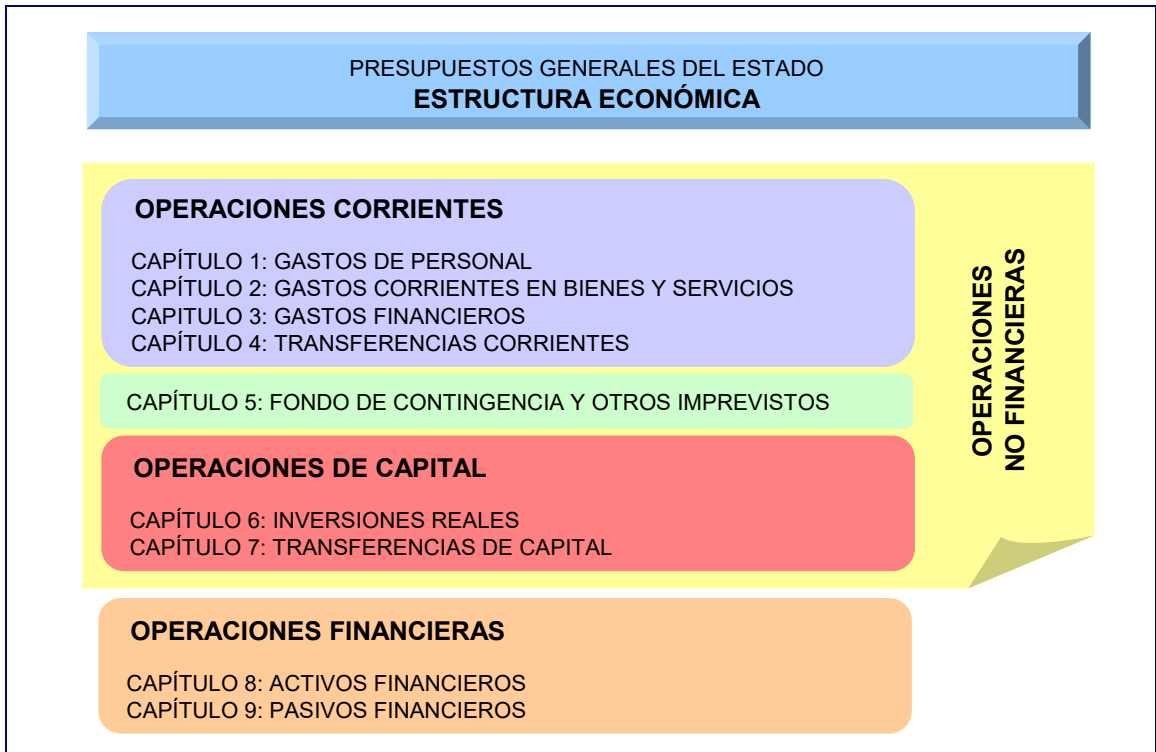 PRESUPUESTOS GENERALES DEL ESTADO
ESTRUCTURA ECONÓMICA
OPERACIONES CORRIENTES
CAPÍTULO 1: GASTOS DE PERSONAL
CAPÍTULO 2: GASTOS CORRIENTES EN BIENES Y SERVICIOS
CAPITULO 3: GASTOS FINANCIEROS
CAPÍTULO 4: TRANSFERENCIAS CORRIENTES
CAPÍTULO 5: FONDO DE CONTINGENCIA Y OTROS IMPREVISTOS
OPERACIONES DE CAPITAL
CAPÍTULO 6: INVERSIONES REALES
CAPÍTULO 7: TRANSFERENCIAS DE CAPITAL
OPERACIONES
NO FINANCIERAS
OPERACIONES FINANCIERAS
CAPÍTULO 8: ACTIVOS FINANCIEROS
CAPÍTULO 9: PASIVOS FINANCIEROS